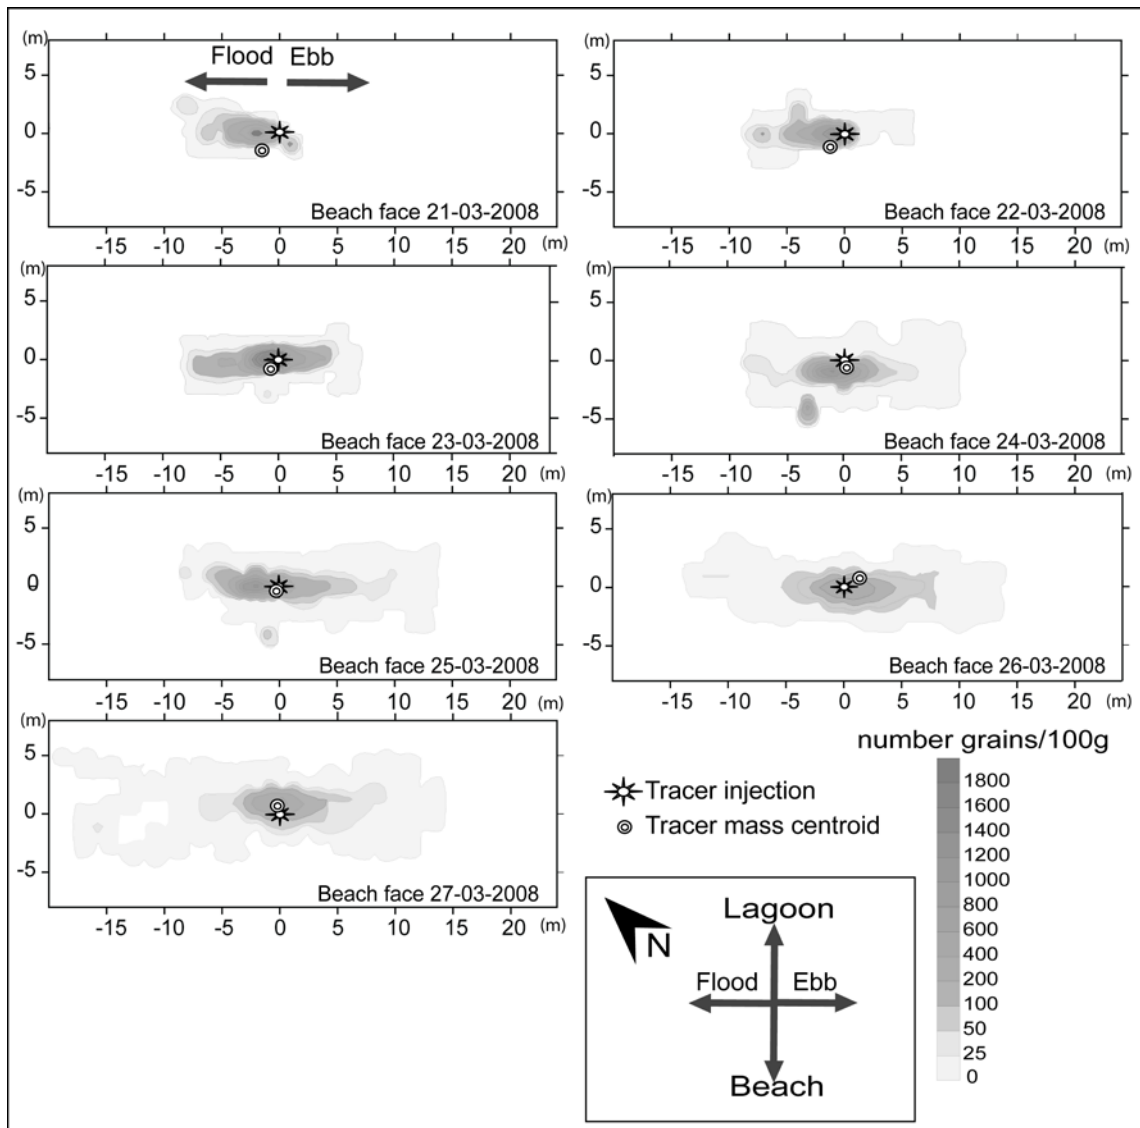 (m) (m)
Flood Ebb
5 5
0 0
-5 -5
Beach face 21-03-2008 Beach face 22-03-2008
-15 -10 -5 0 5 10 15 20 (m) -15 -10 -5 0 5 10 15 20 (m)
(m) (m)
5 5
0 0
-5 -5
Beach face 23-03-2008 Beach face 24-03-2008
-15 -10 -5 0 5 10 15 20 (m) -15 -10 -5 0 5 10 15 20 (m)
(m) (m)
5 5
0 0
-5 -5
Beach face 25-03-2008 Beach face 26-03-2008
-15 -10 -5 0 5 10 15 20 (m) -15 -10 -5 0 5 10 15 20 (m)
(m)
5
0
-5
Beach face 27-03-2008
-15 -10 -5 0 5 10 15 20 (m)
number grains/100g
Tracer injection
Tracer mass centroid
1800
1600
1400
1200
1000
800
600
400
200
100
50
25
0
N
Lagoon
Flood Ebb
Beach